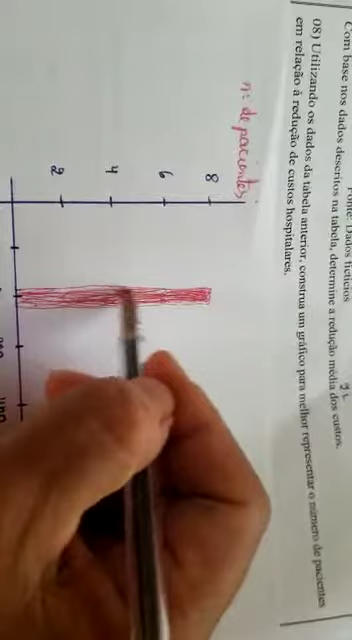 Fonte: Dados fictícios
Com base nos dados descritos na tabela, determine a redução média dos custos.
08) Utilizando os dados da tabela anterior, construa um gráfico para melhor representar o número de pacientes
em relação à redução de custos hospitalares.
nº de pacientes
8
6
4
2